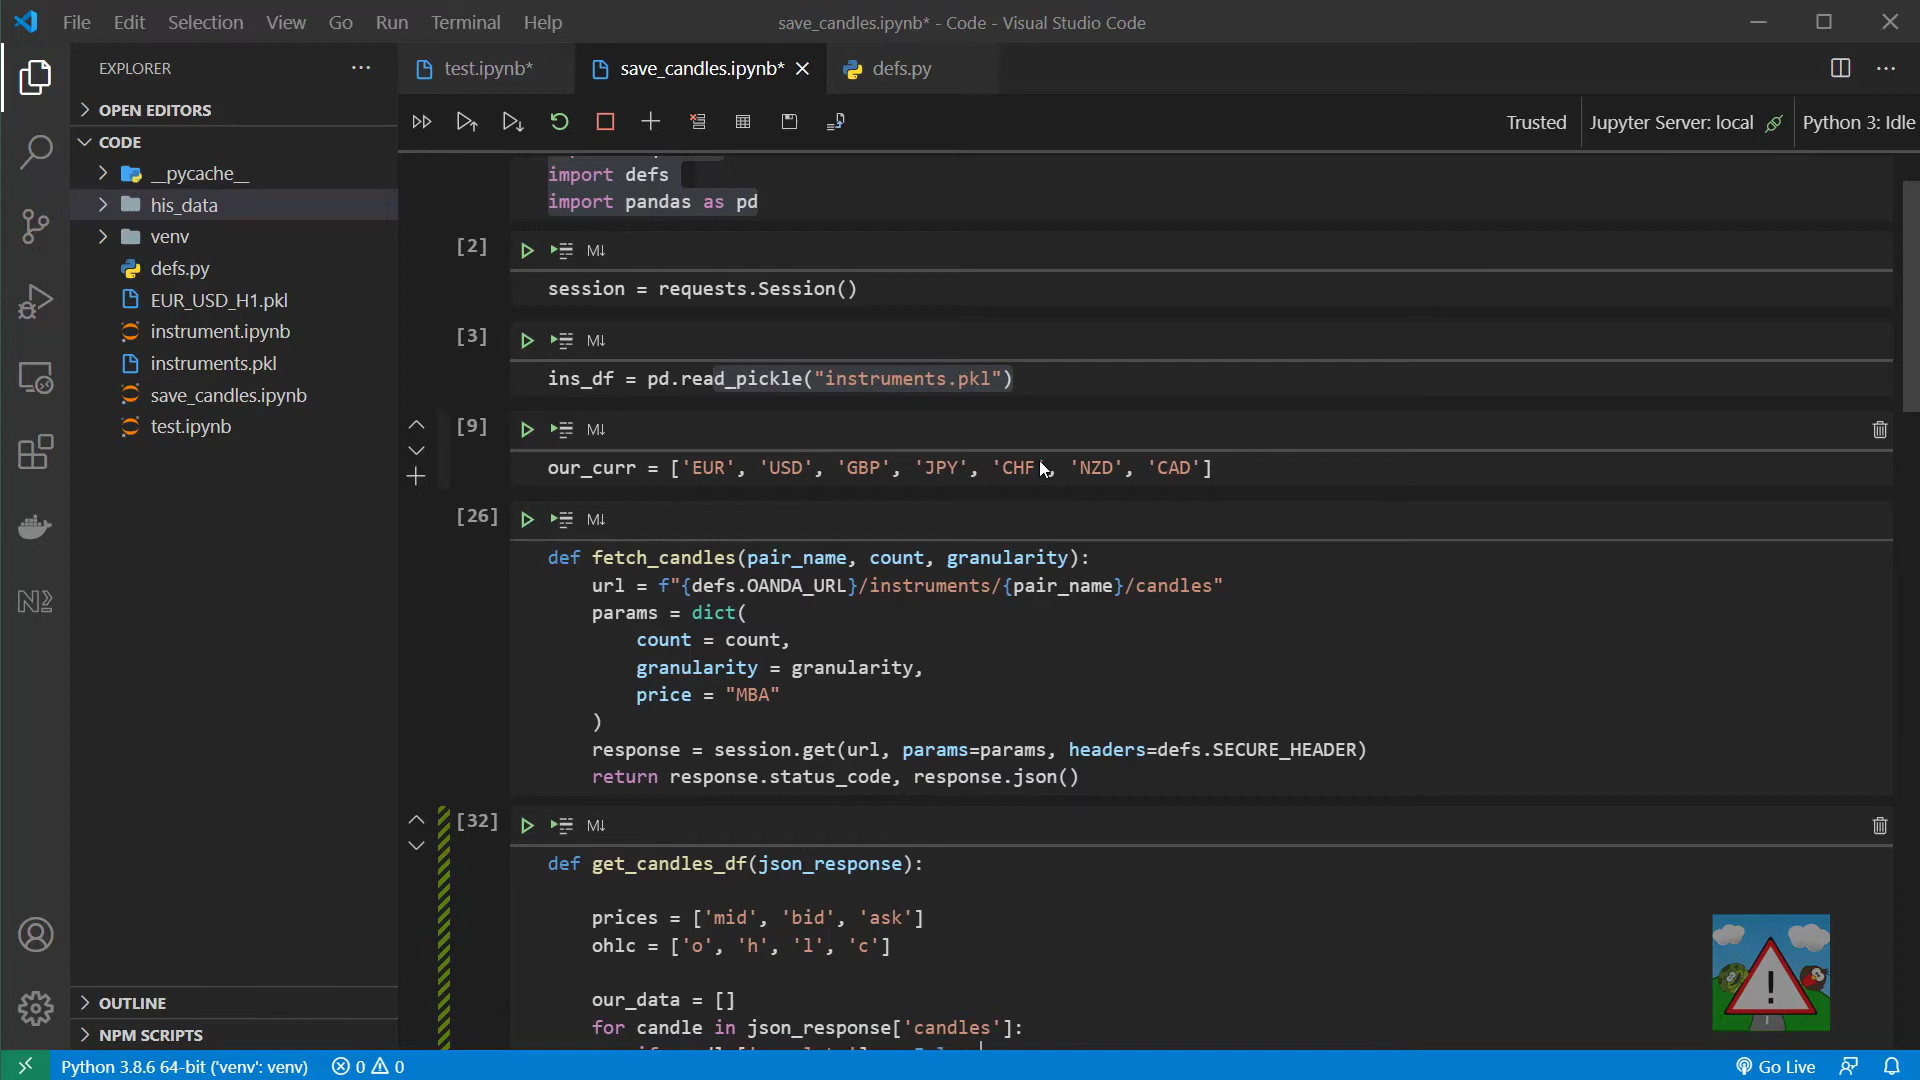 File Edit Selection View Go Run Terminal Help save_candles.ipynb* - Code - Visual Studio Code
EXPLORER
test.ipynb* save_candles.ipynb* defs.py
OPEN EDITORS
CODE
__pycache__
his_data
venv
defs.py
EUR_USD_H1.pkl
instrument.ipynb
instruments.pkl
save_candles.ipynb
test.ipynb
OUTLINE
NPM SCRIPTS
Trusted Jupyter Server: local Python 3: Idle
import defs
import pandas as pd
[2] M↓
session = requests.Session()
[3] M↓
ins_df = pd.read_pickle("instruments.pkl")
[9] M↓
our_curr = ['EUR', 'USD', 'GBP', 'JPY', 'CHF', 'NZD', 'CAD']
[26] M↓
def fetch_candles(pair_name, count, granularity):
url = f"{defs.OANDA_URL}/instruments/{pair_name}/candles"
params = dict(
count = count,
granularity = granularity,
price = "MBA"
)
response = session.get(url, params=params, headers=defs.SECURE_HEADER)
return response.status_code, response.json()
[32] M↓
def get_candles_df(json_response):
prices = ['mid', 'bid', 'ask']
ohlc = ['o', 'h', 'l', 'c']
our_data = []
for candle in json_response['candles']:
Python 3.8.6 64-bit ('venv': venv) 0 0 Go Live